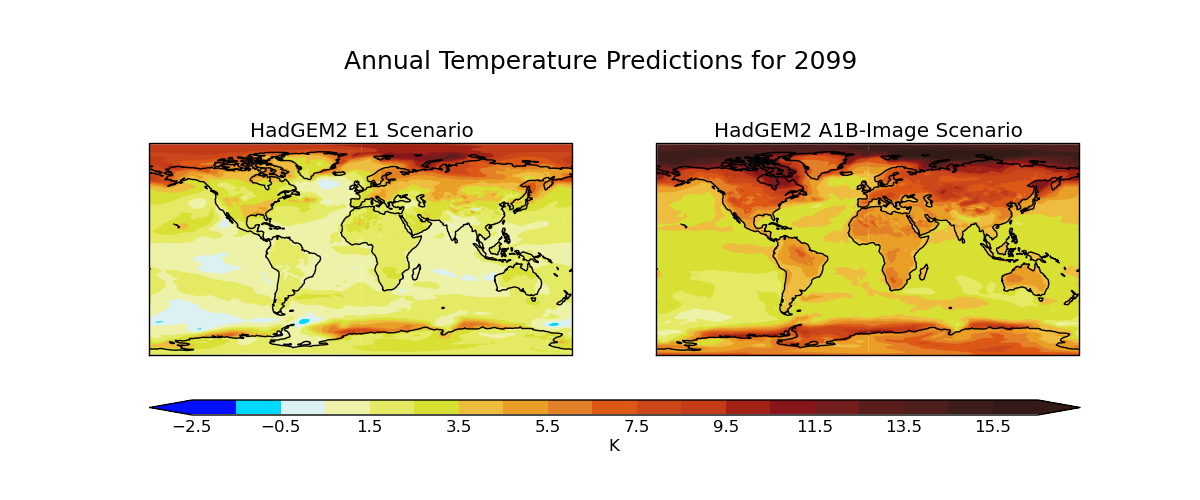 Annual Temperature Predictions for 2099
HadGEM2 E1 Scenario
HadGEM2 A1B-Image Scenario
−2.5 −0.5 1.5 3.5 5.5 7.5 9.5 11.5 13.5 15.5
K